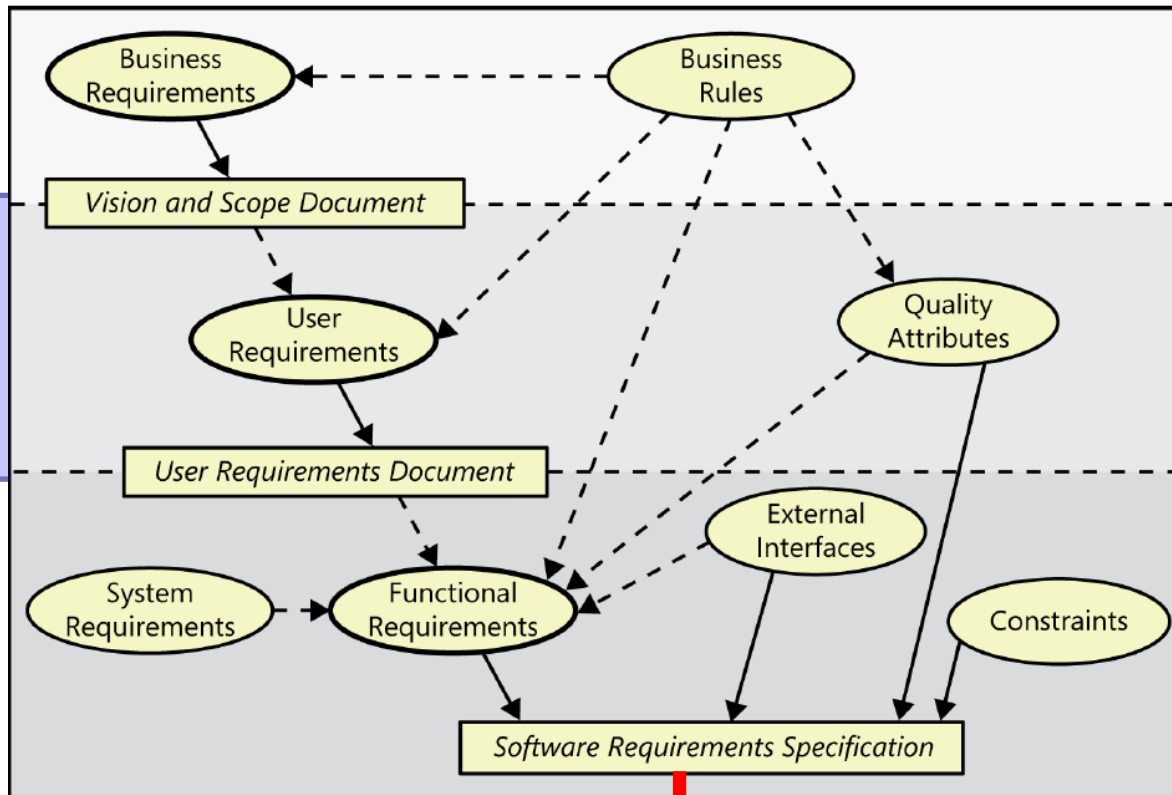 Business
Requirements
Business
Rules
Vision and Scope Document
User
Requirements
Quality
Attributes
User Requirements Document
External
Interfaces
System
Requirements
Functional
Requirements
Constraints
Software Requirements Specification